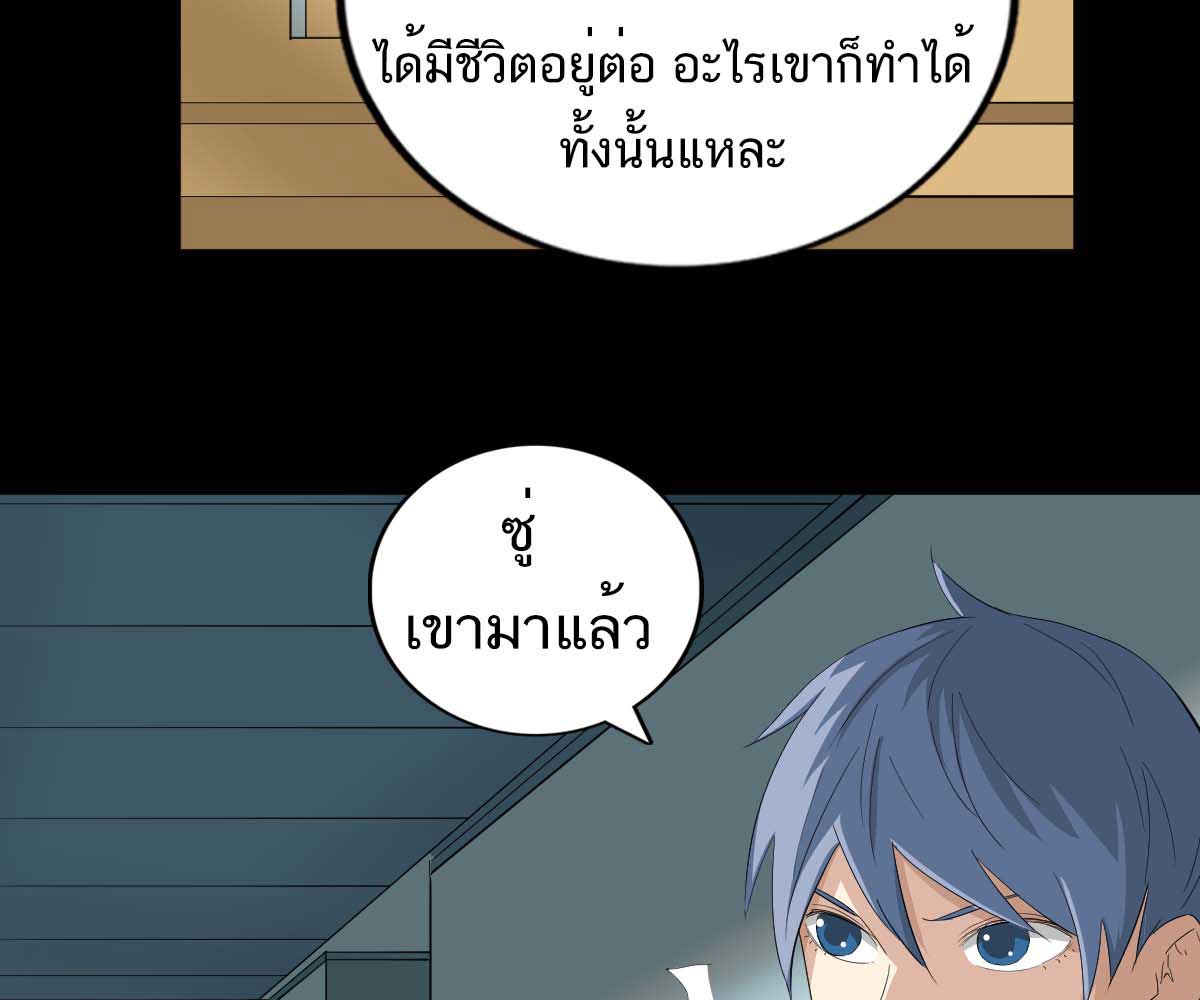 ได้มีชีวิตอยู่ต่อ อะไรเขาก็ทำได้
ทั้งนั้นแหละ
ซู่
เขามาแล้ว